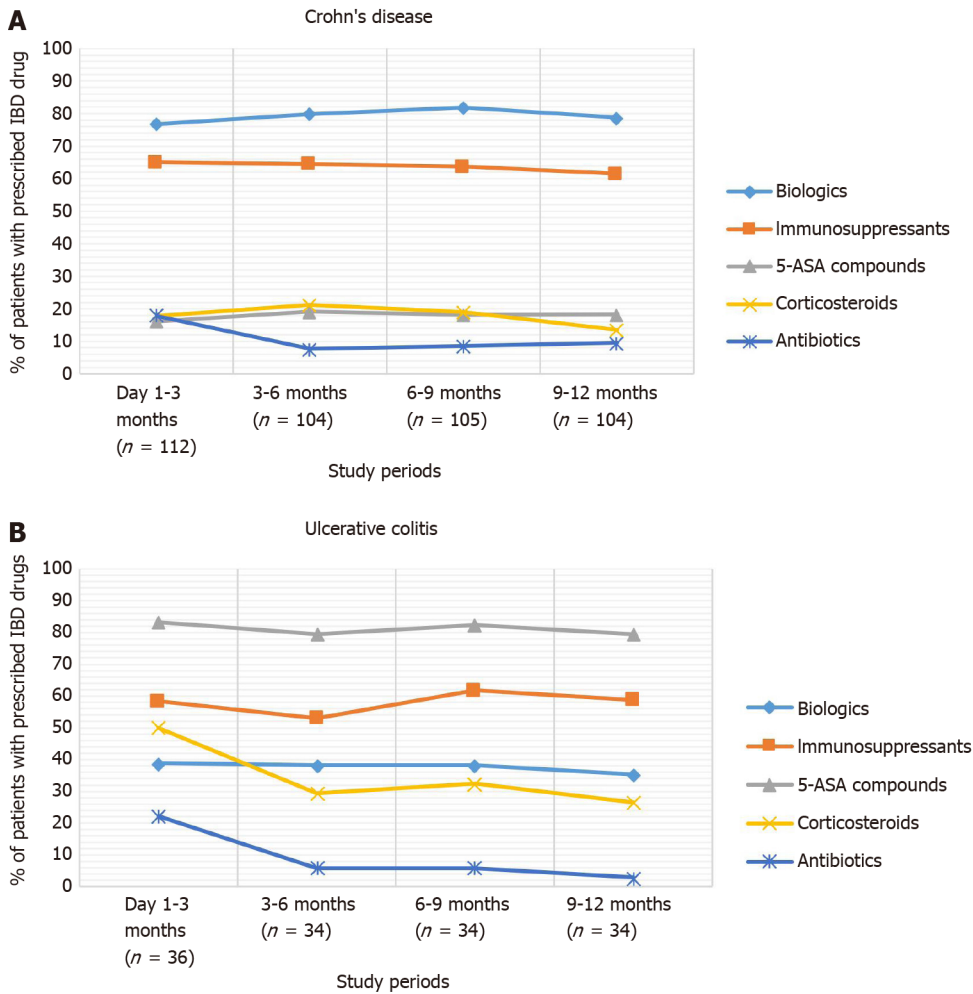 A
Crohn's disease
% of patients with prescribed IBD drug
100
90
80
70
60
50
40
30
20
10
0
Day 1-3
months
(n = 112)
3-6 months
(n = 104)
6-9 months
(n = 105)
9-12 months
(n = 104)
Study periods
Biologics
Immunosuppressants
5-ASA compounds
Corticosteroids
Antibiotics
B
Ulcerative colitis
% of patients with prescribed IBD drugs
100
90
80
70
60
50
40
30
20
10
0
Day 1-3
months
(n = 36)
3-6 months
(n = 34)
6-9 months
(n = 34)
9-12 months
(n = 34)
Study periods
Biologics
Immunosuppressants
5-ASA compounds
Corticosteroids
Antibiotics